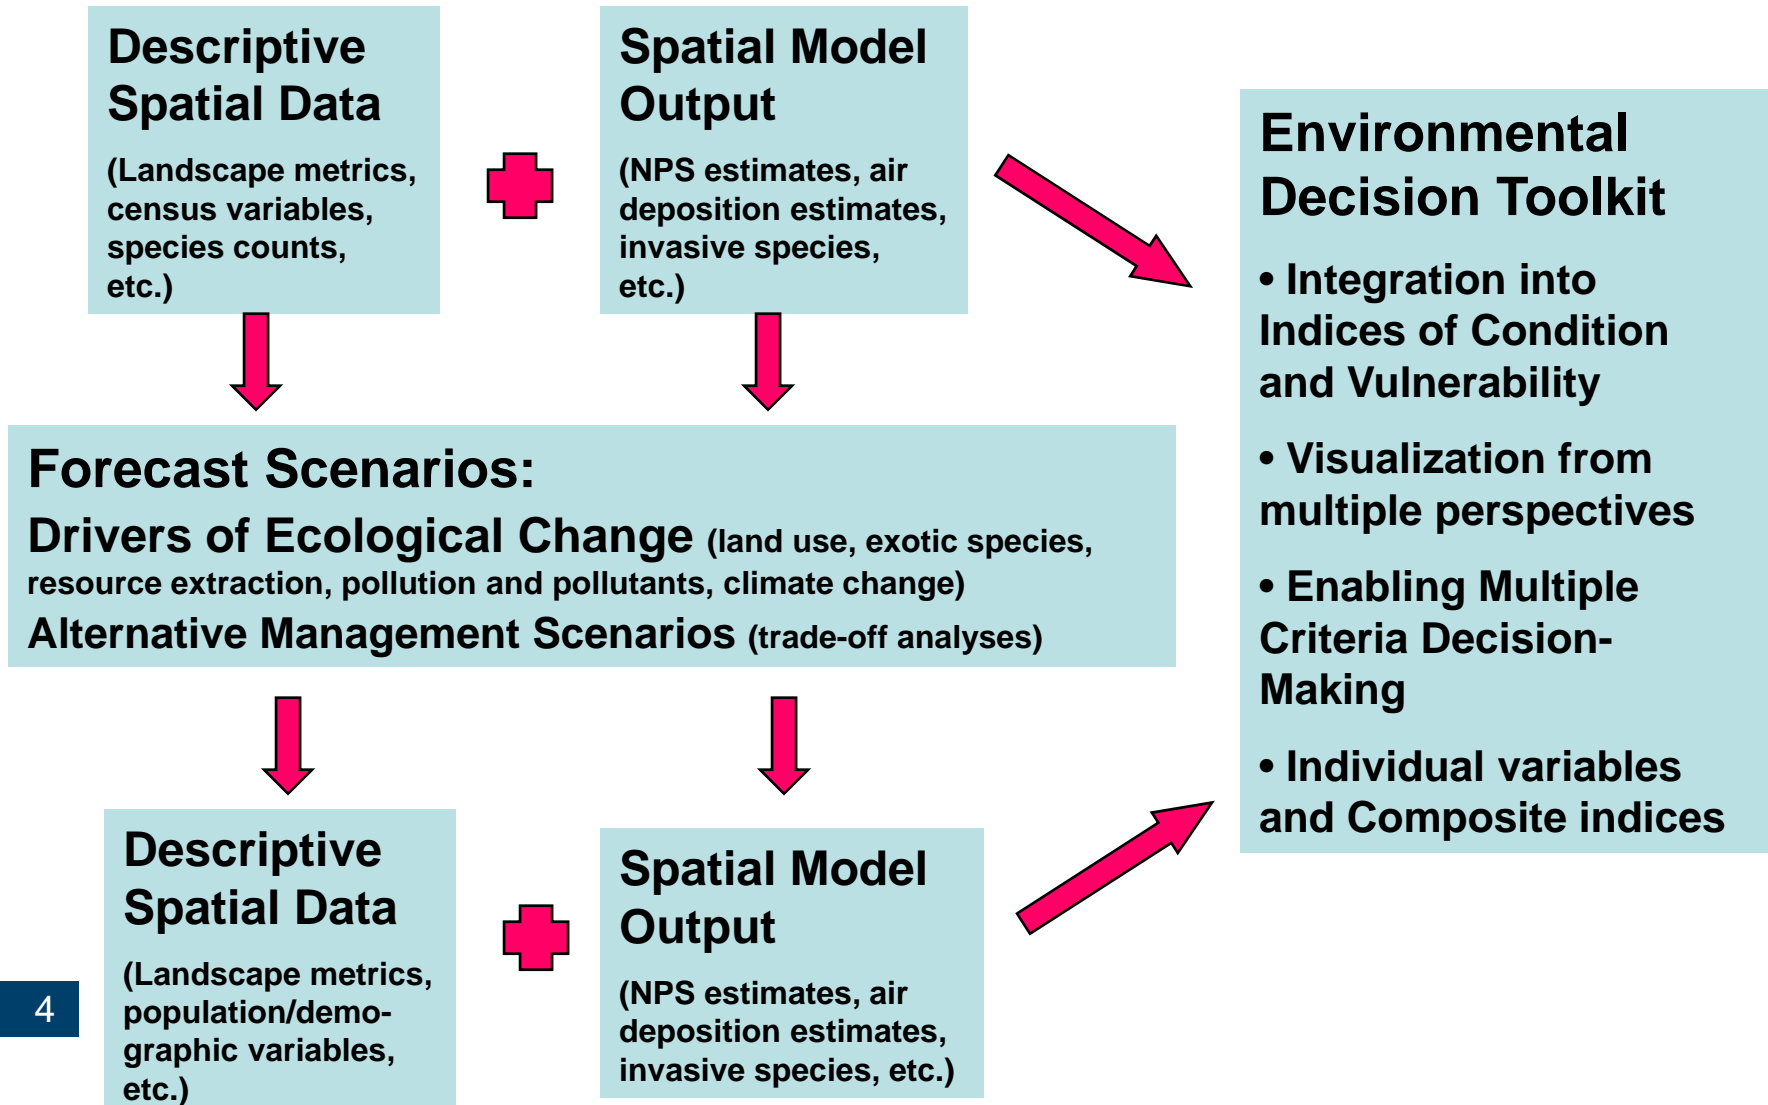 Descriptive
Spatial Data
(Landscape metrics,
census variables,
species counts,
etc.)
Spatial Model
Output
(NPS estimates, air
deposition estimates,
invasive species,
etc.)
Environmental
Decision Toolkit
• Integration into
Indices of Condition
and Vulnerability
• Visualization from
multiple perspectives
• Enabling Multiple
Criteria Decision-
Making
• Individual variables
and Composite indices
Forecast Scenarios:
Drivers of Ecological Change (land use, exotic species,
resource extraction, pollution and pollutants, climate change)
Alternative Management Scenarios (trade-off analyses)
Descriptive
Spatial Data
(Landscape metrics,
population/demo-
graphic variables,
etc.)
Spatial Model
Output
(NPS estimates, air
deposition estimates,
invasive species, etc.)
4